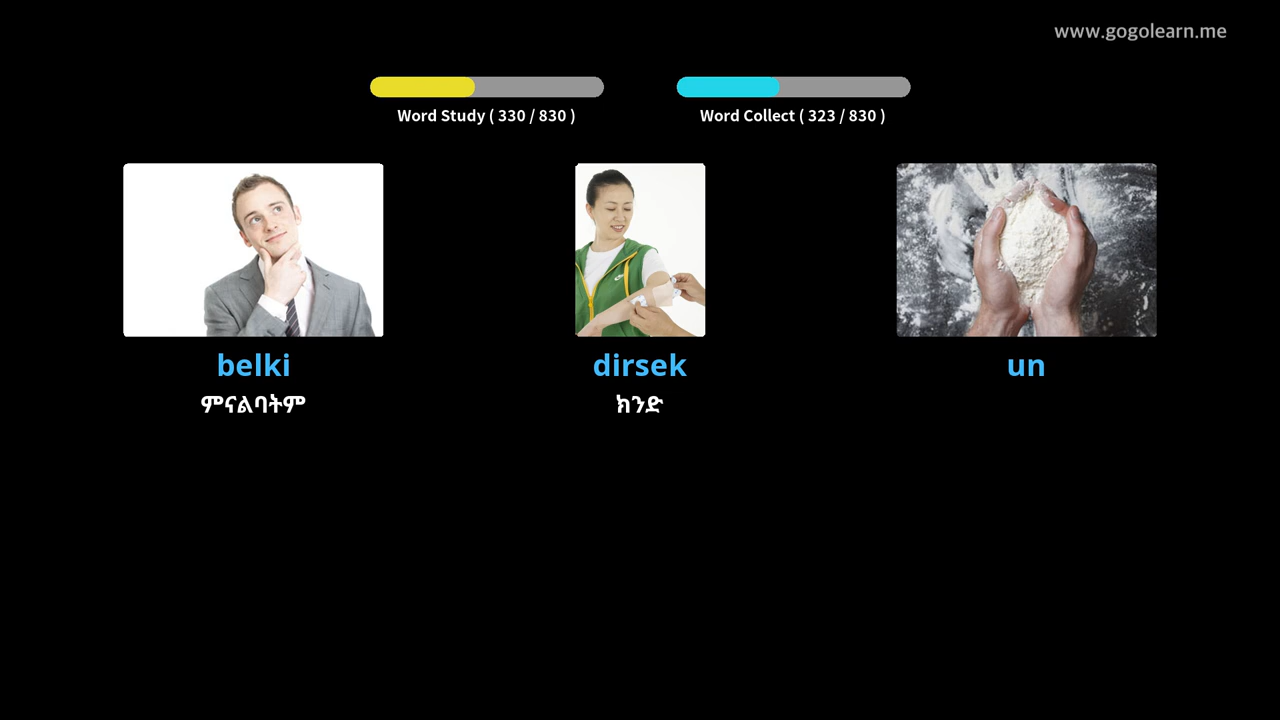 www.gogolearn.me
Word Study ( 330 / 830 )
Word Collect ( 323 / 830 )
belki
dirsek
un
ምናልባትም
ክንድ